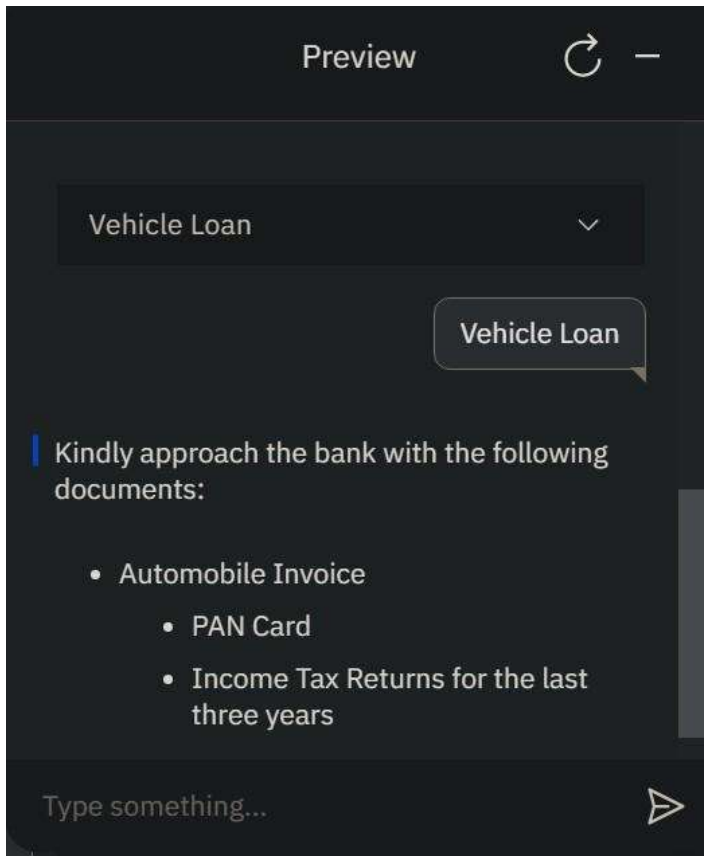 Preview
Vehicle Loan
Vehicle Loan
Kindly approach the bank with the following
documents:
• Automobile Invoice
• PAN Card
• Income Tax Returns for the last
three years
Type something...